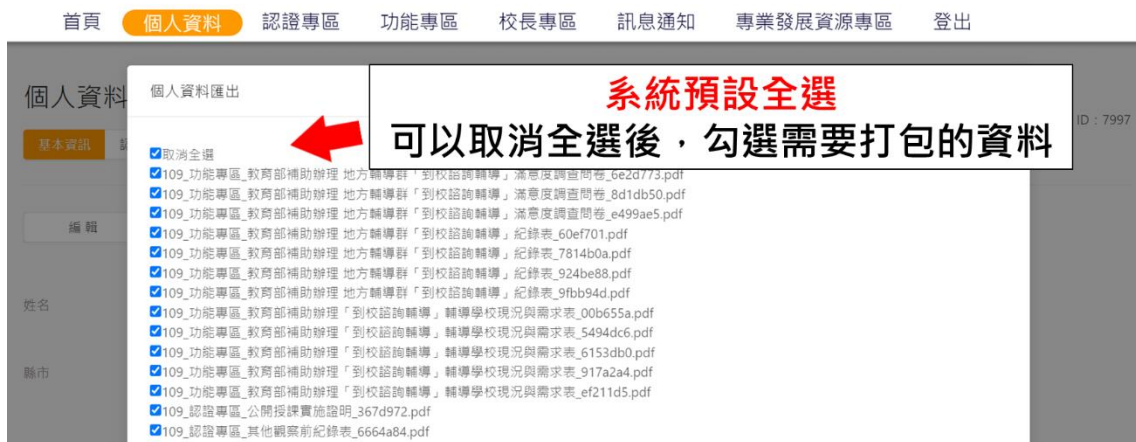 首頁 個人資料 認證專區 功能專區 校長專區 訊息通知 專業發展資源專區 登出
個人資料
個人資料匯出
系統預設全選
可以取消全選後，勾選需要打包的資料
ID：7997
基本資訊
取消全選
109_功能專區_教育部補助辦理 地方輔導群「到校諮詢輔導」滿意度調查問卷_6e2d773.pdf
109_功能專區_教育部補助辦理 地方輔導群「到校諮詢輔導」滿意度調查問卷_8d1db50.pdf
109_功能專區_教育部補助辦理 地方輔導群「到校諮詢輔導」滿意度調查問卷_e499ae5.pdf
編輯
109_功能專區_教育部補助辦理 地方輔導群「到校諮詢輔導」紀錄表_60ef701.pdf
109_功能專區_教育部補助辦理 地方輔導群「到校諮詢輔導」紀錄表_7814b0a.pdf
109_功能專區_教育部補助辦理 地方輔導群「到校諮詢輔導」紀錄表_924be88.pdf
109_功能專區_教育部補助辦理 地方輔導群「到校諮詢輔導」紀錄表_9fbb94d.pdf
姓名
109_功能專區_教育部補助辦理「到校諮詢輔導」輔導學校現況與需求表_00b655a.pdf
109_功能專區_教育部補助辦理「到校諮詢輔導」輔導學校現況與需求表_5494dc6.pdf
109_功能專區_教育部補助辦理「到校諮詢輔導」輔導學校現況與需求表_6153db0.pdf
縣市
109_功能專區_教育部補助辦理「到校諮詢輔導」輔導學校現況與需求表_917a2a4.pdf
109_功能專區_教育部補助辦理「到校諮詢輔導」輔導學校現況與需求表_ef211d5.pdf
109_認證專區_公開授課實施證明_367d972.pdf
109_認證專區_其他觀察前紀錄表_6664a84.pdf